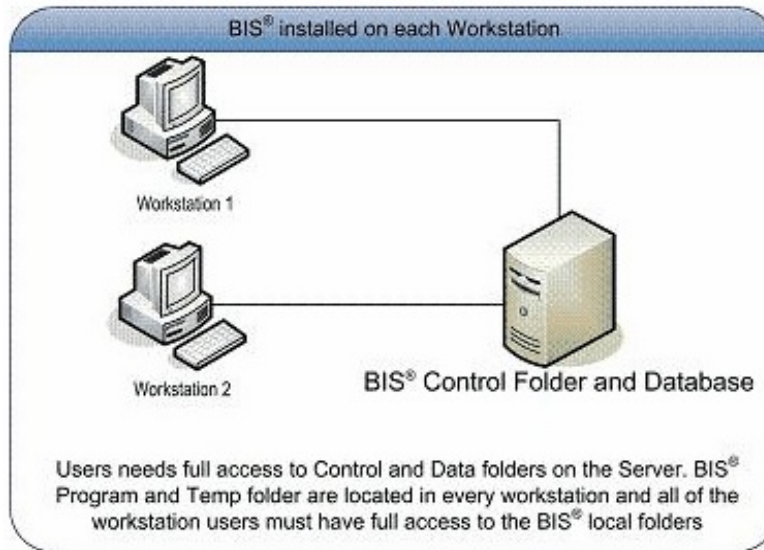 BIS® installed on each Workstation
Workstation 1
Workstation 2
BIS® Control Folder and Database
Users needs full access to Control and Data folders on the Server. BIS®
Program and Temp folder are located in every workstation and all of the
workstation users must have full access to the BIS® local folders